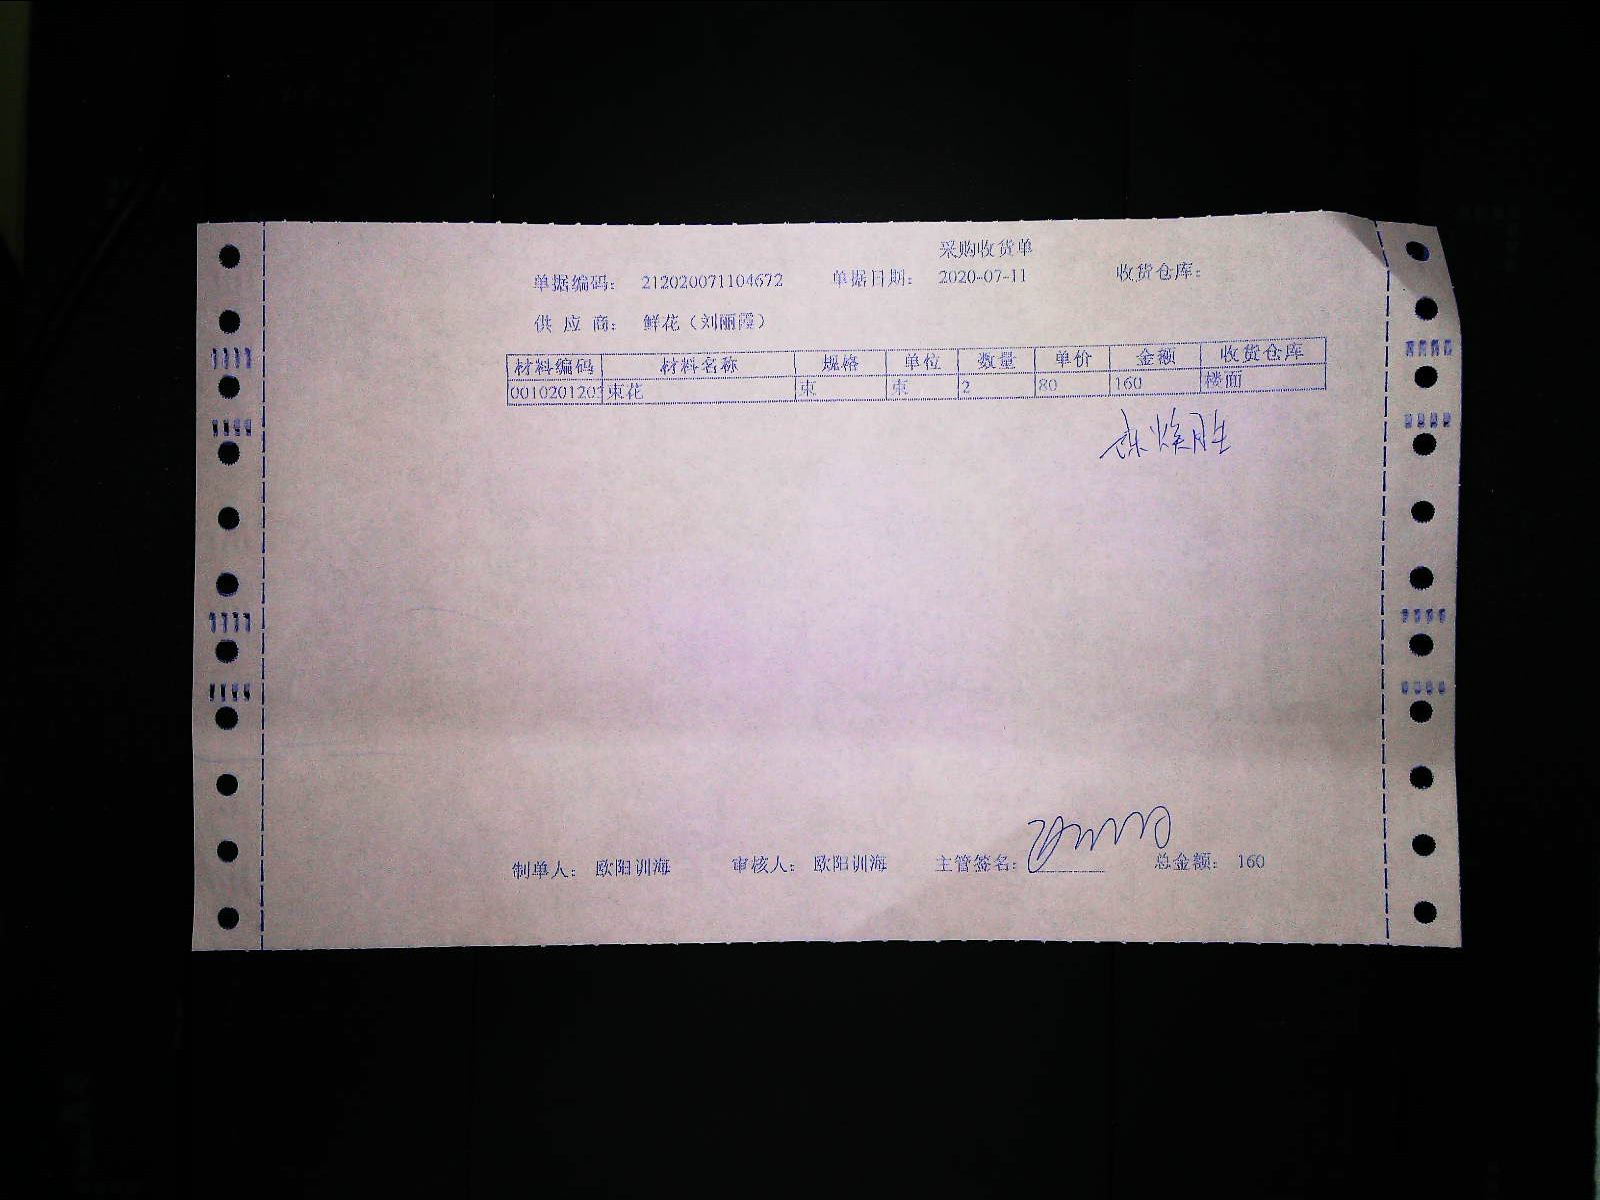 采购收货单
单据编码： 212020071104672 单据日期： 2020-07-11 收货仓库：
供 应 商： 鲜花（刘丽霞）
材料编码 材料名称 规格 单位 数量 单价 金额 收货仓库
0010201203 束花 束 束 2 80 160 楼面
制单人： 欧阳训海 审核人： 欧阳训海 主管签名： 总金额： 160